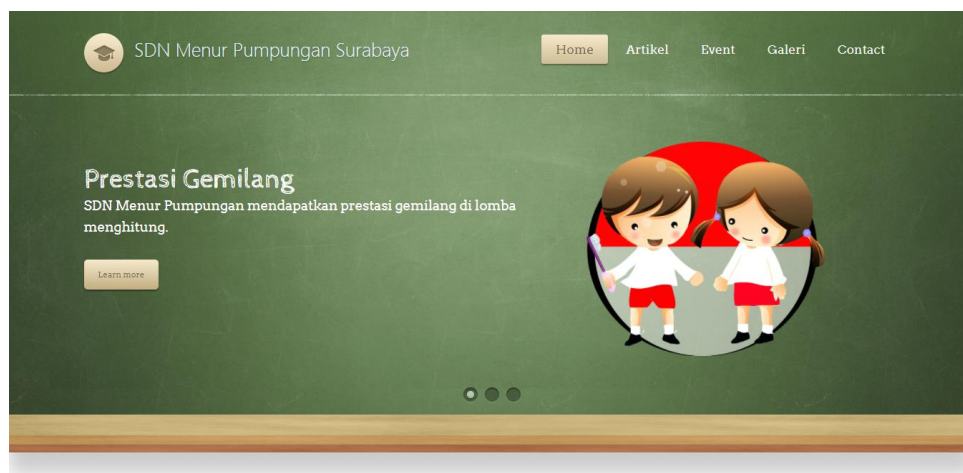 SDN Menur Pumpungan Surabaya
Home Artikel Event Galeri Contact
Prestasi Gemilang
SDN Menur Pumpungan mendapatkan prestasi gemilang di lomba
menghitung.
Learn more